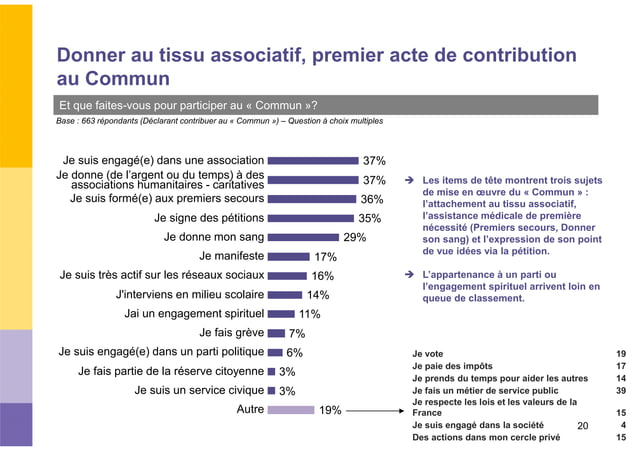 Donner au tissu associatif, premier acte de contribution
au Commun
Et que faites-vous pour participer au « Commun »?
Base : 663 répondants (Déclarant contribuer au « Commun ») – Question à choix multiples
Je suis engagé(e) dans une association 37%
Je donne (de l'argent ou du temps) à des
associations humanitaires - caritatives 37%
Je suis formé(e) aux premiers secours 36%
Je signe des pétitions 35%
Je donne mon sang 29%
Je manifeste 17%
Je suis très actif sur les réseaux sociaux 16%
J'interviens en milieu scolaire 14%
Jai un engagement spirituel 11%
Je fais grève 7%
Je suis engagé(e) dans un parti politique 6%
Je fais partie de la réserve citoyenne 3%
Je suis un service civique 3%
Autre 19%
➔ Les items de tête montrent trois sujets
de mise en œuvre du « Commun » :
l'attachement au tissu associatif,
l'assistance médicale de première
nécessité (Premiers secours, Donner
son sang) et l'expression de son point
de vue idées via la pétition.
➔ L'appartenance à un parti ou
l'engagement spirituel arrivent loin en
queue de classement.
Je vote 19
Je paie des impôts 17
Je prends du temps pour aider les autres 14
Je fais un métier de service public 39
Je respecte les lois et les valeurs de la
France 15
Je suis engagé dans la société 4
Des actions dans mon cercle privé 15
20